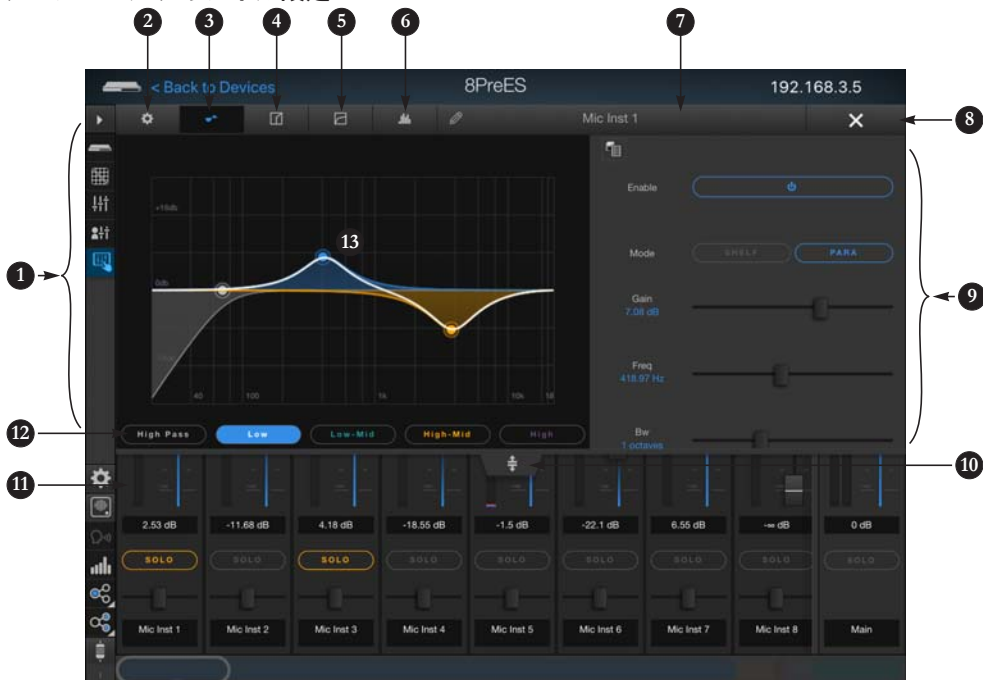 2 3 4 5 6 7
< Back to Devices 8PreES 192.168.3.5
Mic Inst 1
8
Enable
+16db
Mode SHELF PARA
13
1
0db
Gain
7.08 dB
9
Freq
418.97 Hz
40 100 1k 10k
Bw
1 octaves
12
High Pass Low Low-Mid High-Mid High
10
11
2.53 dB -11.68 dB 4.18 dB -18.55 dB -1.5 dB -22.1 dB 6.55 dB -∞ dB 0 dB
SOLO SOLO SOLO SOLO SOLO SOLO SOLO SOLO SOLO
Mic Inst 1 Mic Inst 2 Mic Inst 3 Mic Inst 4 Mic Inst 5 Mic Inst 6 Mic Inst 7 Mic Inst 8 Main